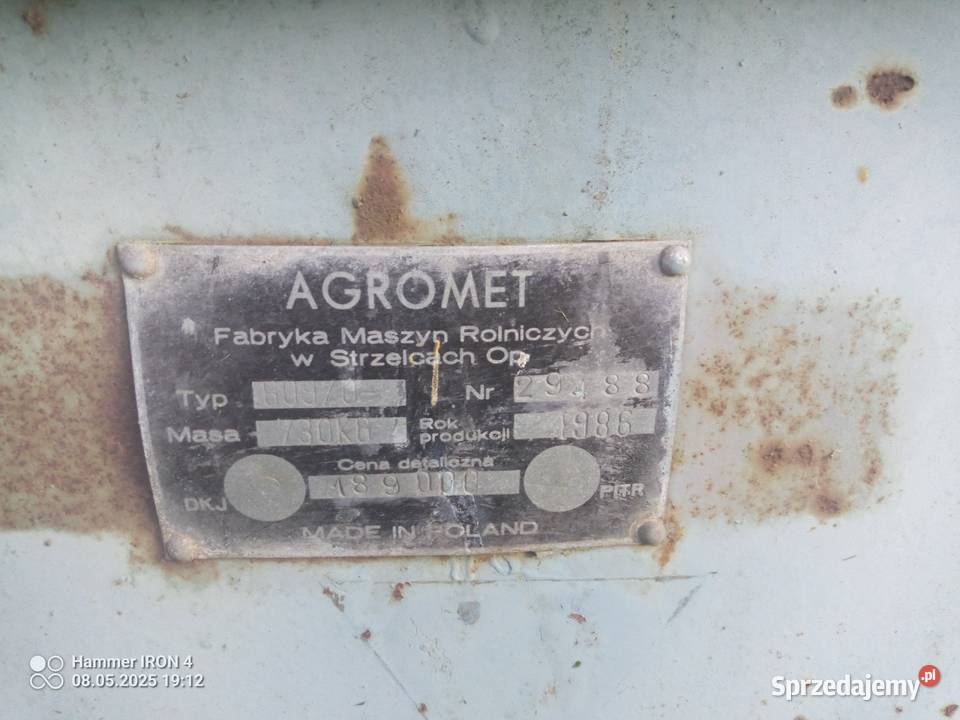 AGROMET
Fabryka Maszyn Rolniczych
w Strzelcach Op.
Typ Nr
Masa 730KG Rok produkcji 1986
Cena detaliczna
DKJ 189000 PITR
MADE IN POLAND
Hammer IRON 4
08.05.2025 19:12
Sprzedajemy.pl